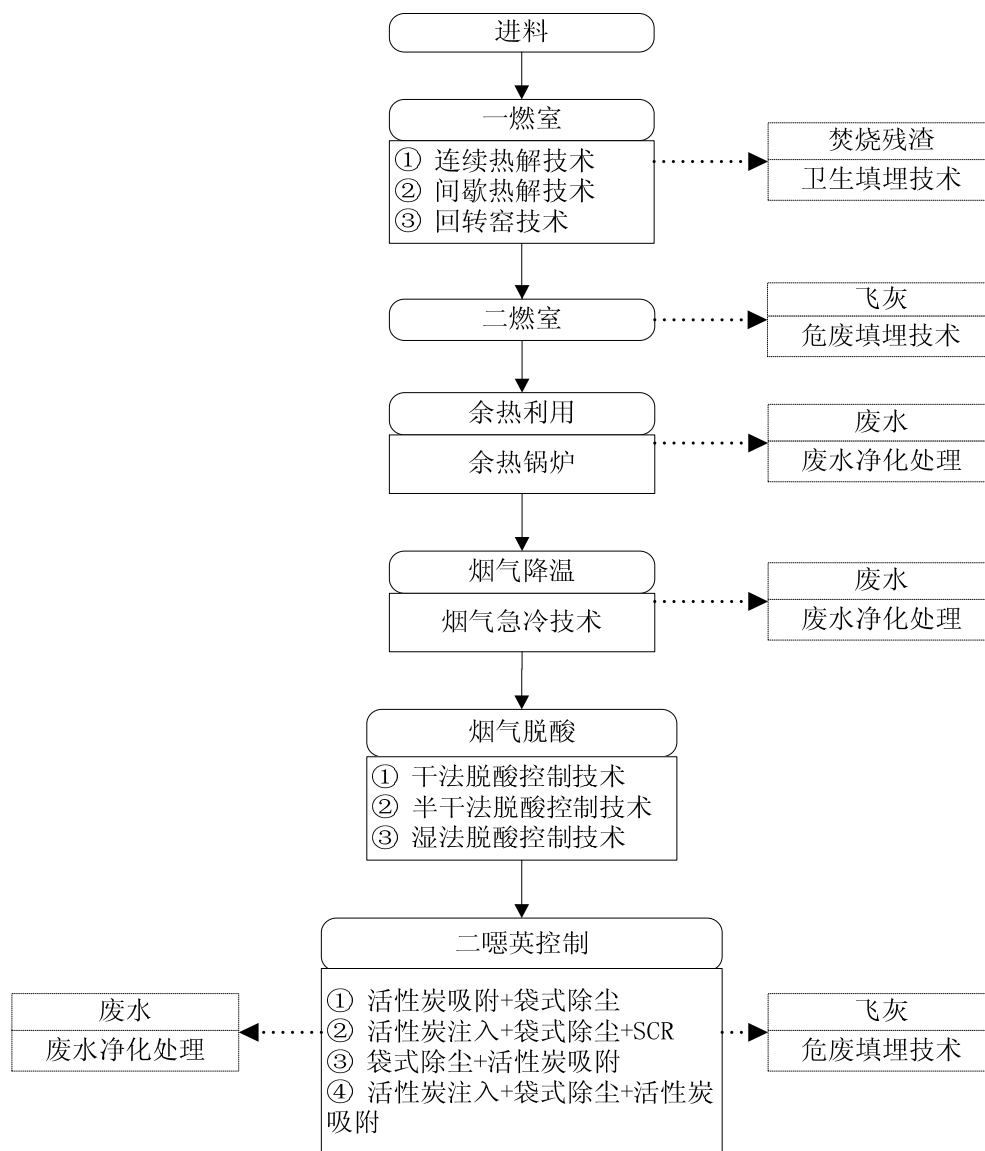 进料
一燃室
① 连续热解技术
② 间歇热解技术
③ 回转窑技术
焚烧残渣
卫生填埋技术
二燃室
飞灰
危废填埋技术
余热利用
余热锅炉
废水
废水净化处理
烟气降温
烟气急冷技术
废水
废水净化处理
烟气脱酸
① 干法脱酸控制技术
② 半干法脱酸控制技术
③ 湿法脱酸控制技术
二噁英控制
① 活性炭吸附+袋式除尘
② 活性炭注入+袋式除尘+SCR
③ 袋式除尘+活性炭吸附
④ 活性炭注入+袋式除尘+活性炭
吸附
废水
废水净化处理
飞灰
危废填埋技术